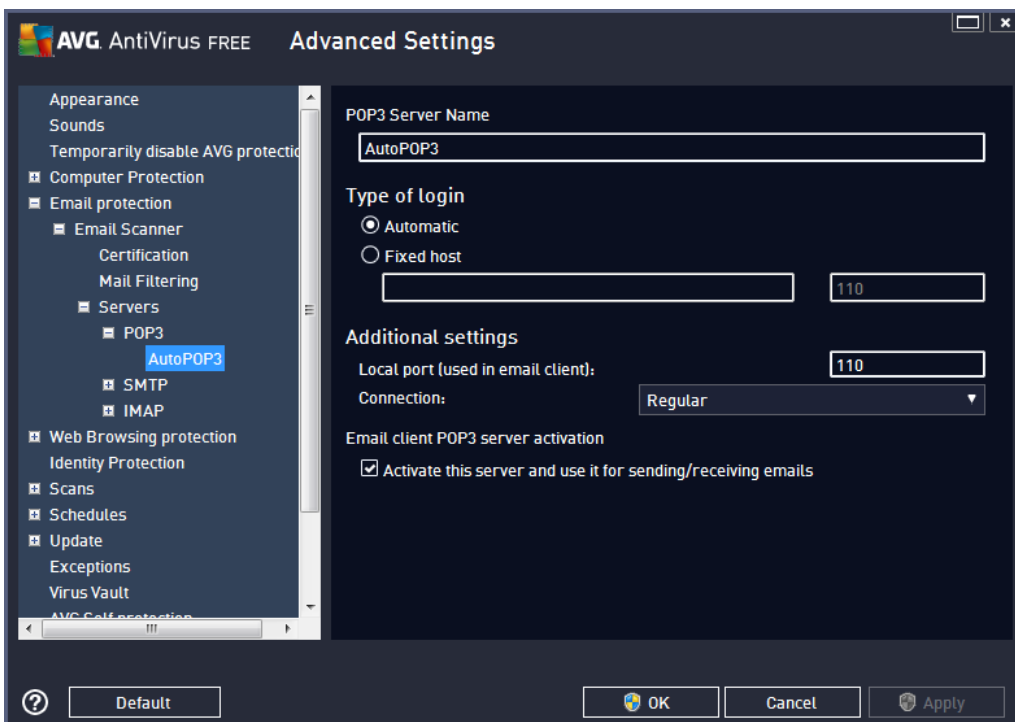 AVG AntiVirus FREE Advanced Settings
Appearance
Sounds
Temporarily disable AVG protectio
Computer Protection
Email protection
Email Scanner
Certification
Mail Filtering
Servers
POP3
AutoPOP3
SMTP
IMAP
Web Browsing protection
Identity Protection
Scans
Schedules
Update
Exceptions
Virus Vault
AVG Self protection
POP3 Server Name
AutoPOP3
Type of login
Automatic
Fixed host
110
Additional settings
Local port (used in email client): 110
Connection: Regular
Email client POP3 server activation
Activate this server and use it for sending/receiving emails
? Default OK Cancel Apply